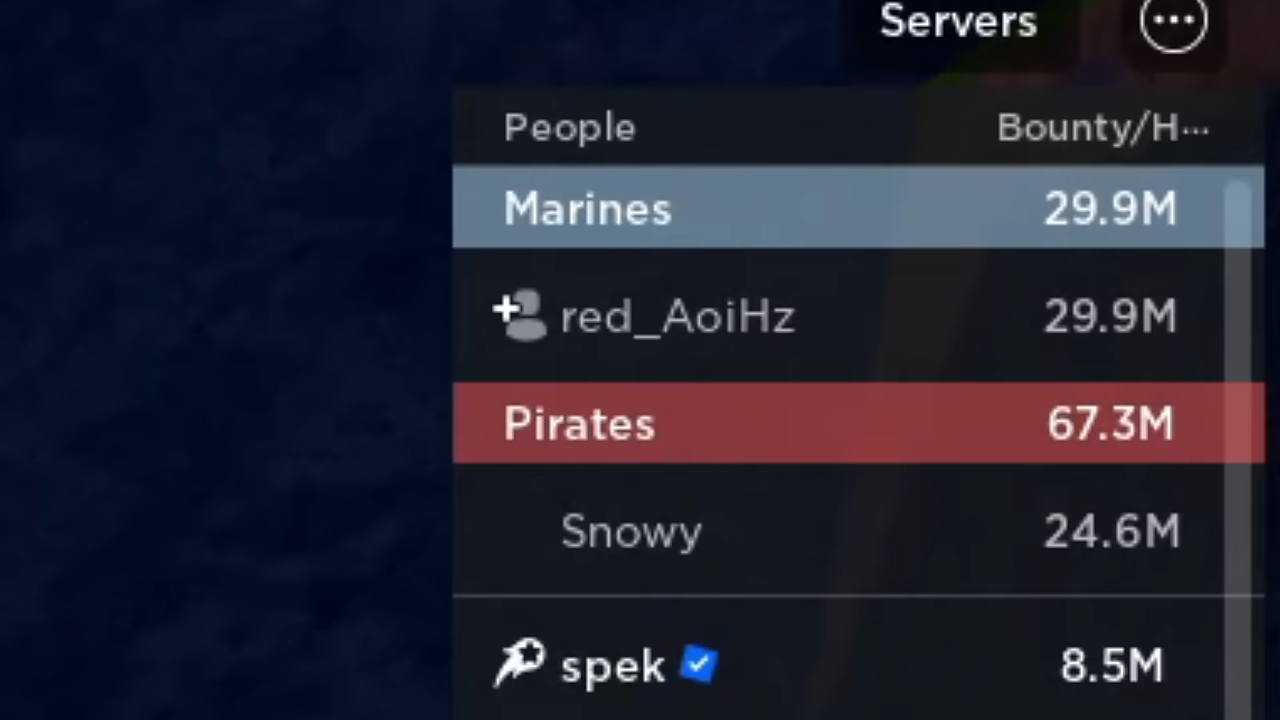 Servers
People Bounty/H...
Marines 29.9M
red_AoiHz 29.9M
Pirates 67.3M
Snowy 24.6M
spek 8.5M